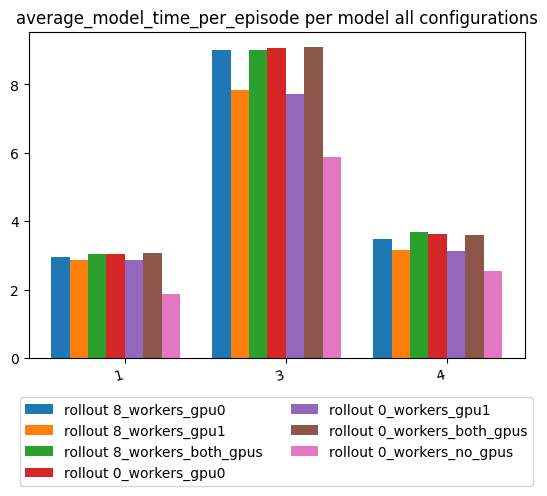 average_model_time_per_episode per model all configurations
8
6
4
2
0
1
3
4
rollout 8_workers_gpu0
rollout 8_workers_gpu1
rollout 8_workers_both_gpus
rollout 0_workers_gpu0
rollout 0_workers_gpu1
rollout 0_workers_both_gpus
rollout 0_workers_no_gpus